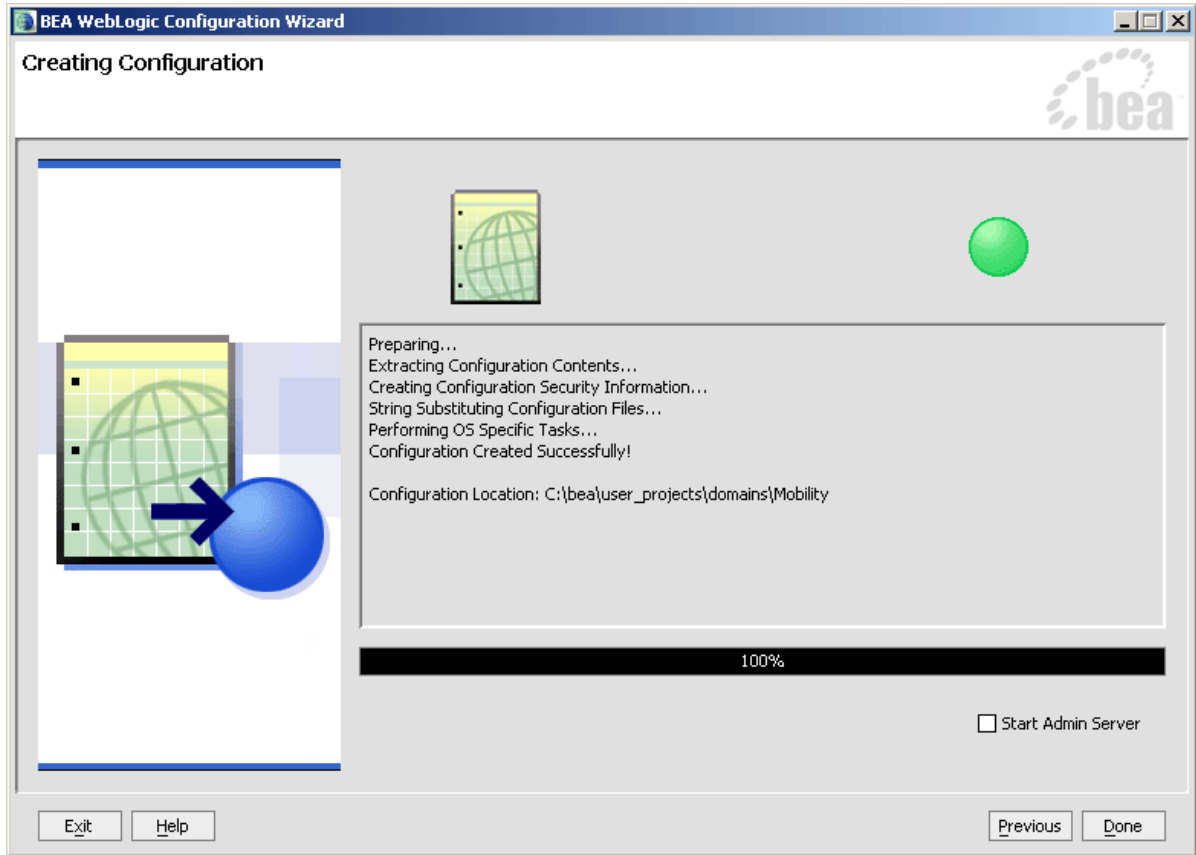 BEA WebLogic Configuration Wizard
Creating Configuration
bea
Preparing...
Extracting Configuration Contents...
Creating Configuration Security Information...
String Substituting Configuration Files...
Performing OS Specific Tasks...
Configuration Created Successfully!
Configuration Location: C:\bea\user_projects\domains\Mobility
100%
Start Admin Server
Exit Help Previous Done